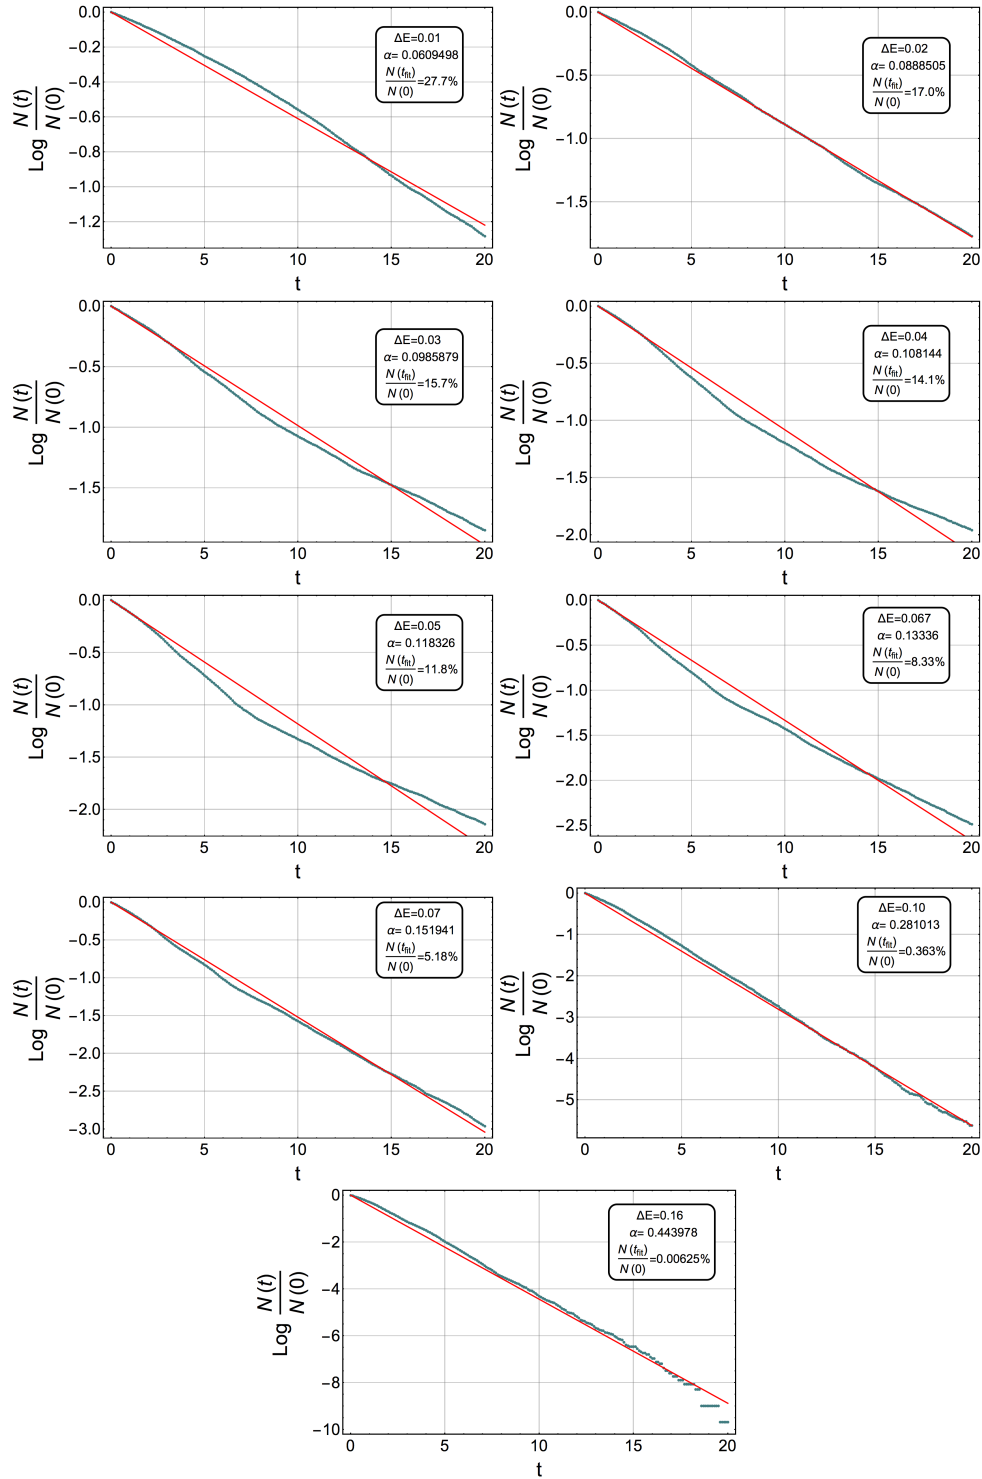 0.0
−0.2
−0.4
−0.6
−0.8
−1.0
−1.2
Log N(t)/N(0)
ΔE=0.01
α= 0.0609498
N(tfit)/N(0)=27.7%
0 5 10 15 20
t
0.0
−0.5
−1.0
−1.5
Log N(t)/N(0)
ΔE=0.02
α= 0.0888505
N(tfit)/N(0)=17.0%
0 5 10 15 20
t
0.0
−0.5
−1.0
−1.5
Log N(t)/N(0)
ΔE=0.03
α= 0.0985879
N(tfit)/N(0)=15.7%
0 5 10 15 20
t
0.0
−0.5
−1.0
−1.5
−2.0
Log N(t)/N(0)
ΔE=0.04
α= 0.108144
N(tfit)/N(0)=14.1%
0 5 10 15 20
t
0.0
−0.5
−1.0
−1.5
−2.0
Log N(t)/N(0)
ΔE=0.05
α= 0.118326
N(tfit)/N(0)=11.8%
0 5 10 15 20
t
0.0
−0.5
−1.0
−1.5
−2.0
−2.5
Log N(t)/N(0)
ΔE=0.067
α= 0.13336
N(tfit)/N(0)=8.33%
0 5 10 15 20
t
0.0
−0.5
−1.0
−1.5
−2.0
−2.5
−3.0
Log N(t)/N(0)
ΔE=0.07
α= 0.151941
N(tfit)/N(0)=5.18%
0 5 10 15 20
t
0
−1
−2
−3
−4
−5
Log N(t)/N(0)
ΔE=0.10
α= 0.281013
N(tfit)/N(0)=0.363%
0 5 10 15 20
t
0
−2
−4
−6
−8
−10
Log N(t)/N(0)
ΔE=0.16
α= 0.443978
N(tfit)/N(0)=0.00625%
0 5 10 15 20
t